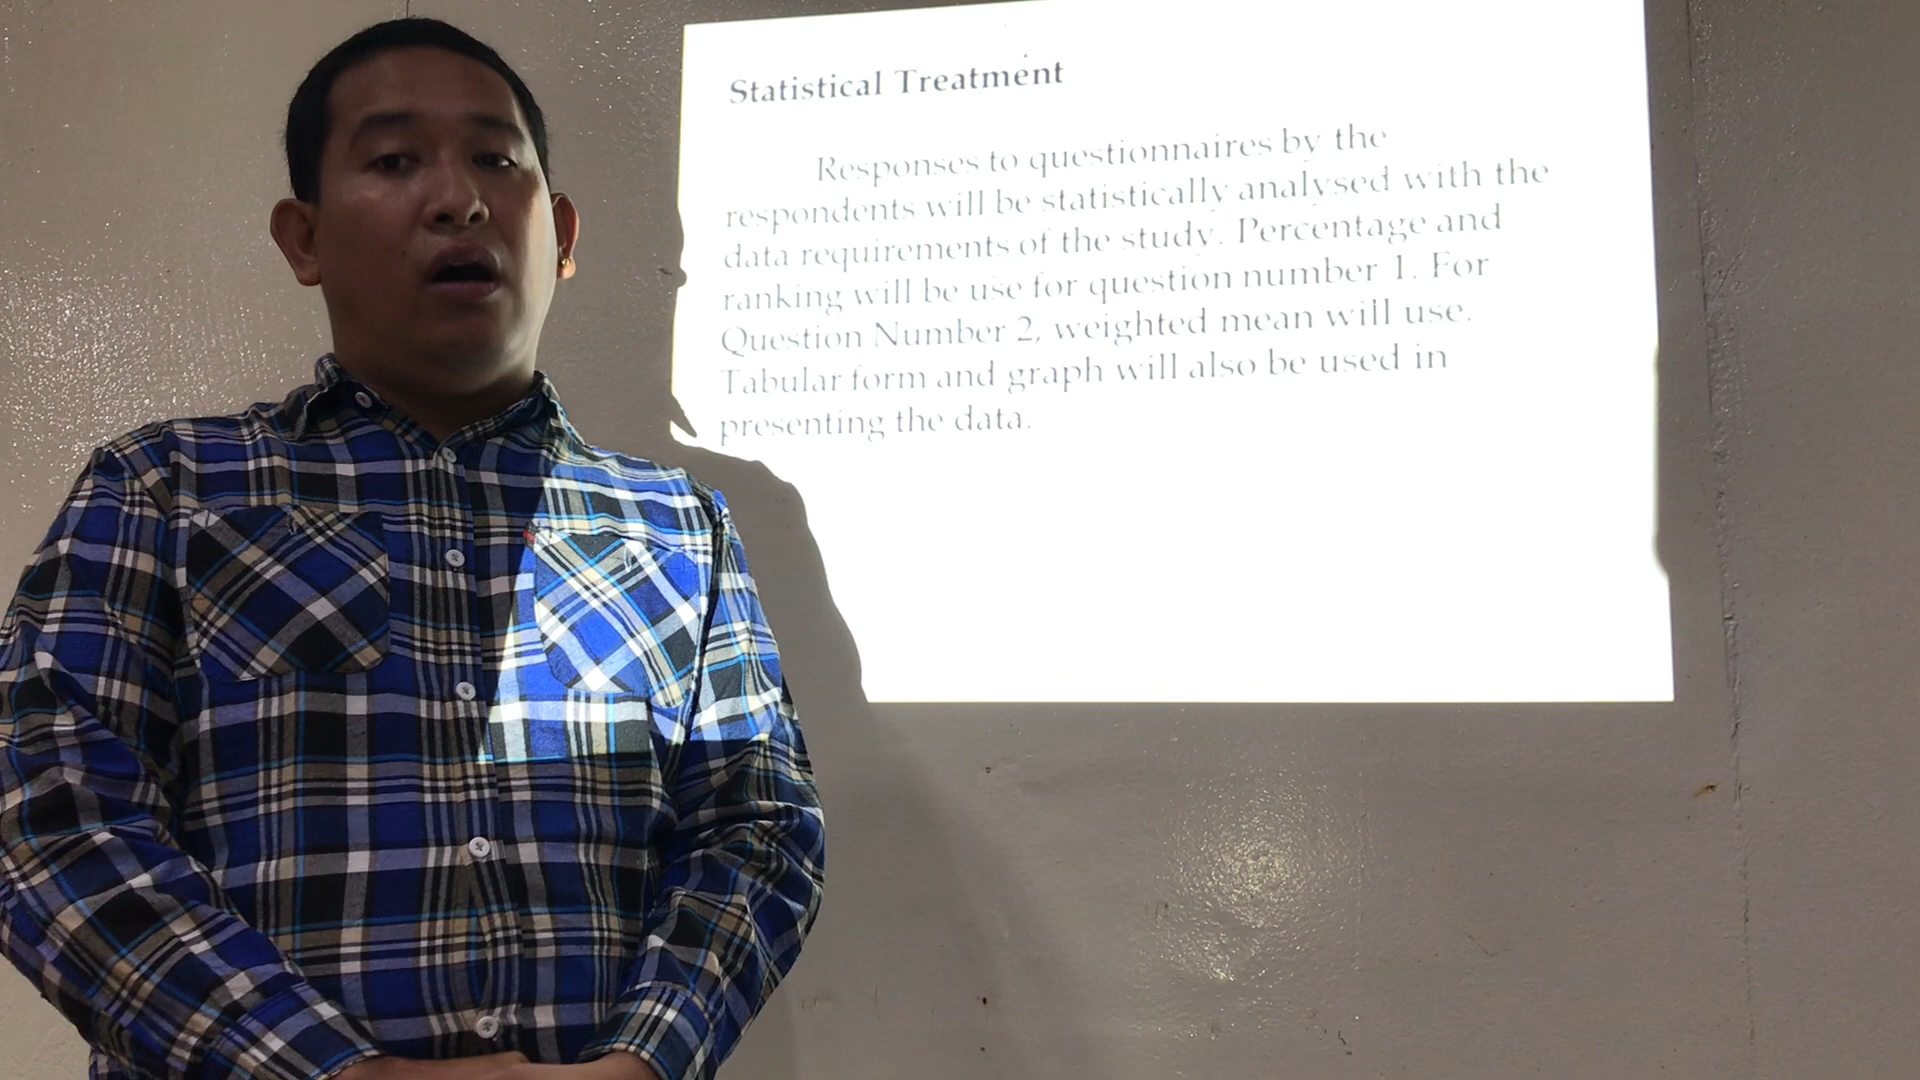 Statistical Treatment
Responses to questionnaires by the
respondents will be statistically analysed with the
data requirements of the study. Percentage and
ranking will be use for question number 1. For
Question Number 2, weighted mean will use.
Tabular form and graph will also be used in
presenting the data.